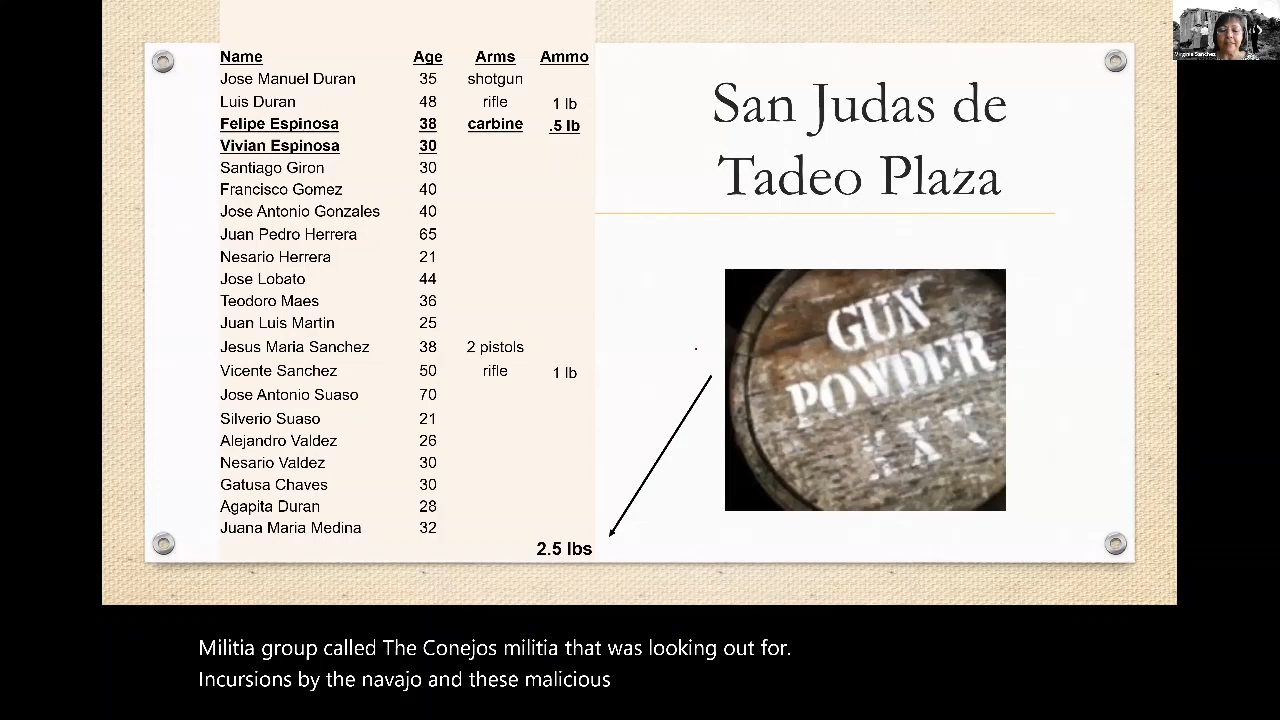 Name Age Arms Ammo
Jose Manuel Duran 35 shotgun
Luis Duran 48 rifle 1 lb
Felipe Espinosa 38 carbine .5 lb
Vivian Espinosa 30
Santiago Giron 30
Francisco Gomez 40
Jose Antonio Gonzales 40
Juan Pedro Herrera 65
Nesario Herrera 21
Jose Lobato 44
Teodoro Maes 36
Juan Luis Martin 25
Jesus Maria Sanchez 38 2 pistols
Vicente Sanchez 50 rifle 1 lb
Jose Antonio Suaso 70
Silverio Suaso 21
Alejandro Valdez 26
Nesario Valdez 30
Gatusa Chaves 30
Agapita Duran 28
Juana Maria Medina 32
2.5 lbs
San Judas de
Tadeo Plaza
GUN
POWDER
XXX
Virginia Sanchez
Militia group called The Conejos militia that was looking out for.
Incursions by the navajo and these malicious